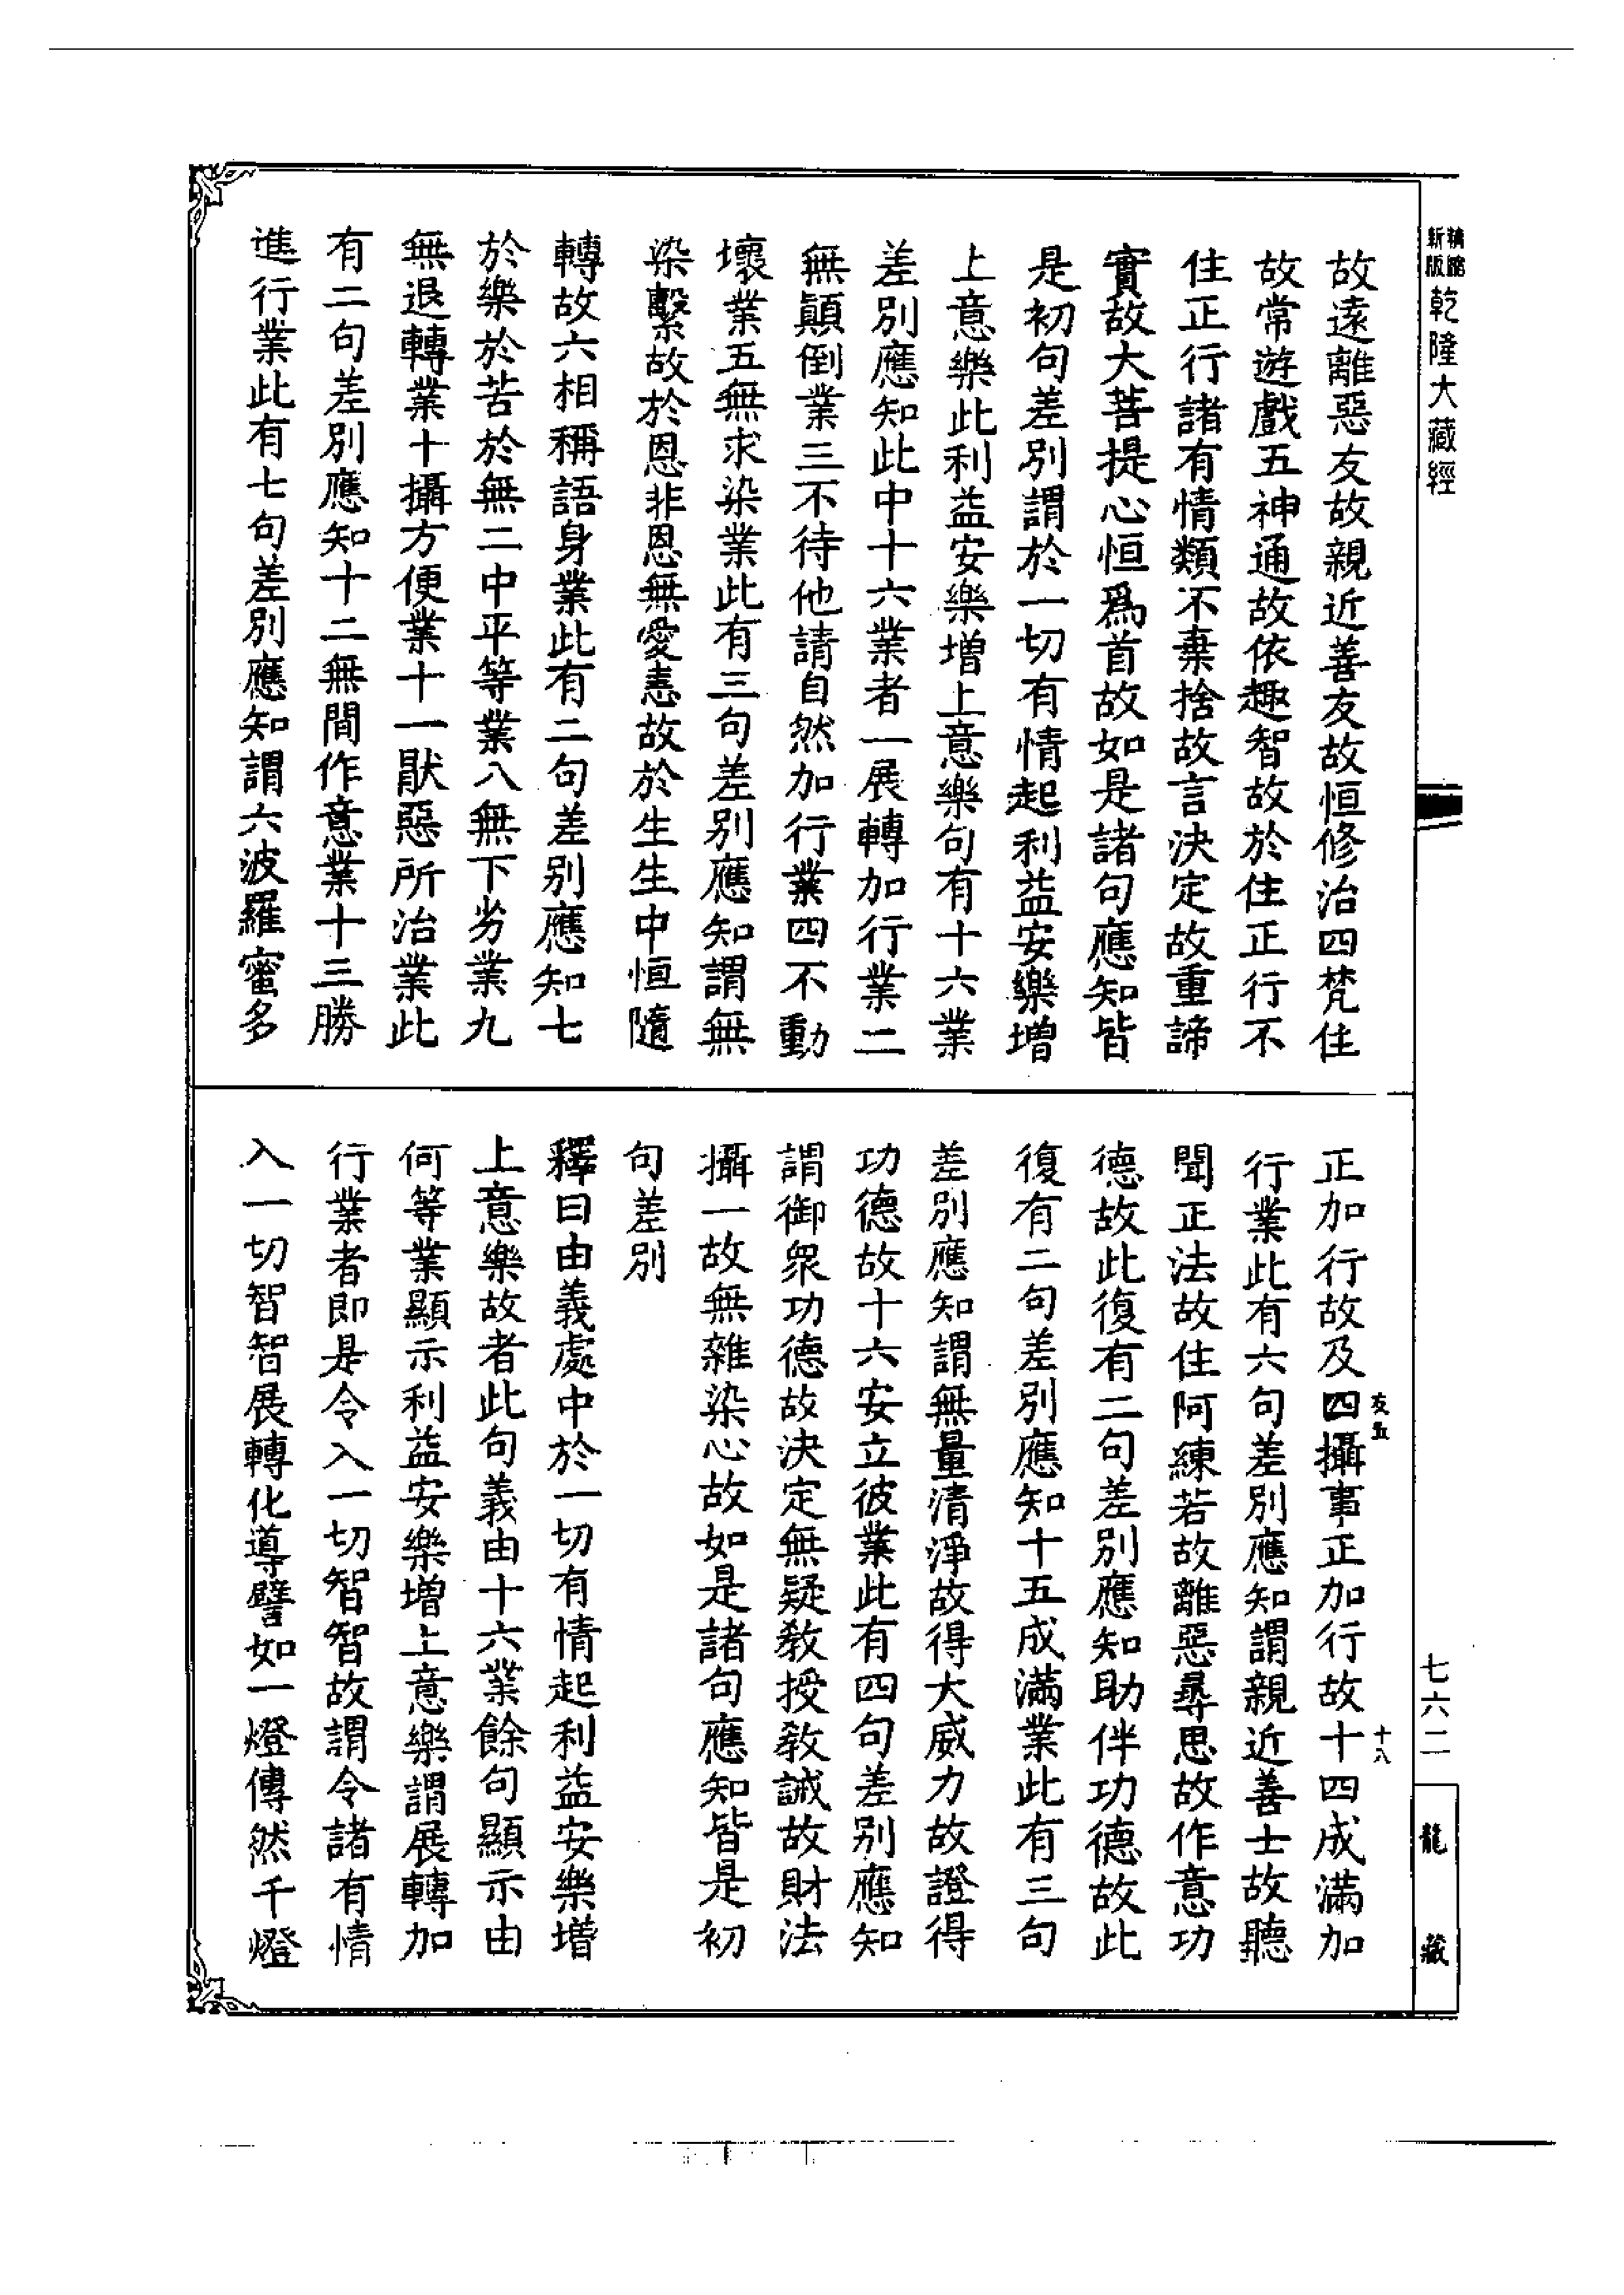 精縮新版乾隆大藏經
故遠離惡友故親近善友故恒修治四梵住
故常遊戲五神通故依趣智故於住正行不
住正行諸有情類不棄捨故言決定故重諦
實故大菩提心恒爲首故如是諸句應知皆
是初句差別謂於一切有情起利益安樂增
上意樂此利益安樂增上意樂句有十六業
差別應知此中十六業者一展轉加行業二
無顚倒業三不待他請自然加行業四不動
壞業五無求染業此有三句差別應知謂無
染繫故於恩非恩無愛恚故於生生中恒隨
轉故六相稱語身業此有二句差別應知七
於樂於苦於無二中平等業八無下劣業九
無退轉業十攝方便業十一猒惡所治業此
有二句差別應知十二無間作意業十三勝
進行業此有七句差別應知謂六波羅蜜多
正加行故及四攝事正加行故十四成滿加
行業此有六句差別應知謂親近善士故聽
聞正法故住阿練若故離惡尋思故作意功
德故此復有二句差別應知助伴功德故此
復有二句差別應知十五成滿業此有三句
差別應知謂無量清淨故得大威力故證得
功德故十六安立彼業此有四句差別應知
謂御衆功德故決定無疑敎授敎誡故財法
攝一故無雜染心故如是諸句應知皆是初
句差別
釋曰由義處中於一切有情起利益安樂增
上意樂故者此句義由十六業餘句顯示由
何等業顯示利益安樂增上意樂謂展轉加
行業者即是令入一切智智故謂令諸有情
入一切智智展轉化導譬如一燈傳然千燈
友五
十八
七六二
龍藏